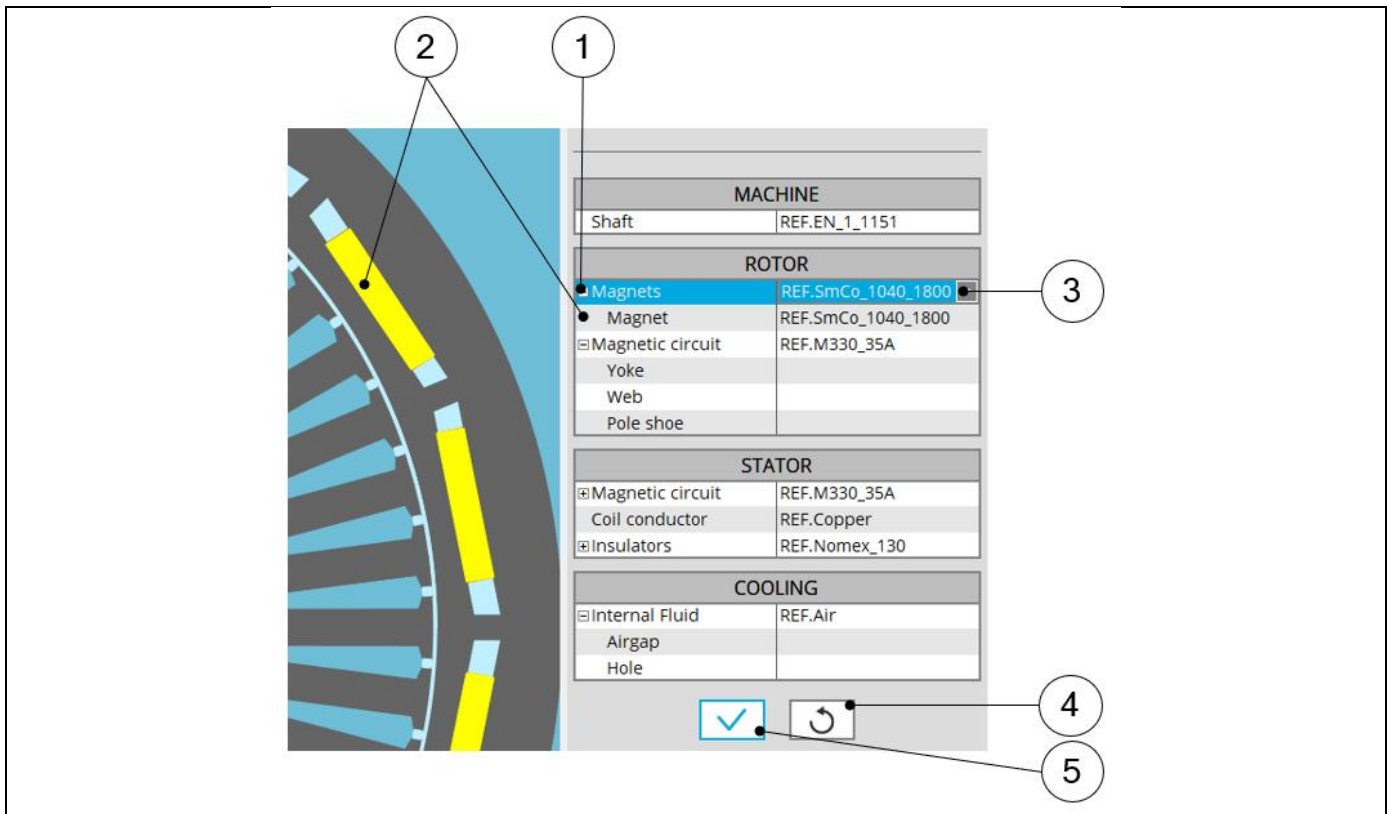 2 1
MACHINE
Shaft REF.EN_1_1151
ROTOR
Magnets REF.SmCo_1040_1800
3
Magnet REF.SmCo_1040_1800
Magnetic circuit REF.M330_35A
Yoke
Web
Pole shoe
STATOR
Magnetic circuit REF.M330_35A
Coil conductor REF.Copper
Insulators REF.Nomex_130
COOLING
Internal Fluid REF.Air
Airgap
Hole
4
5